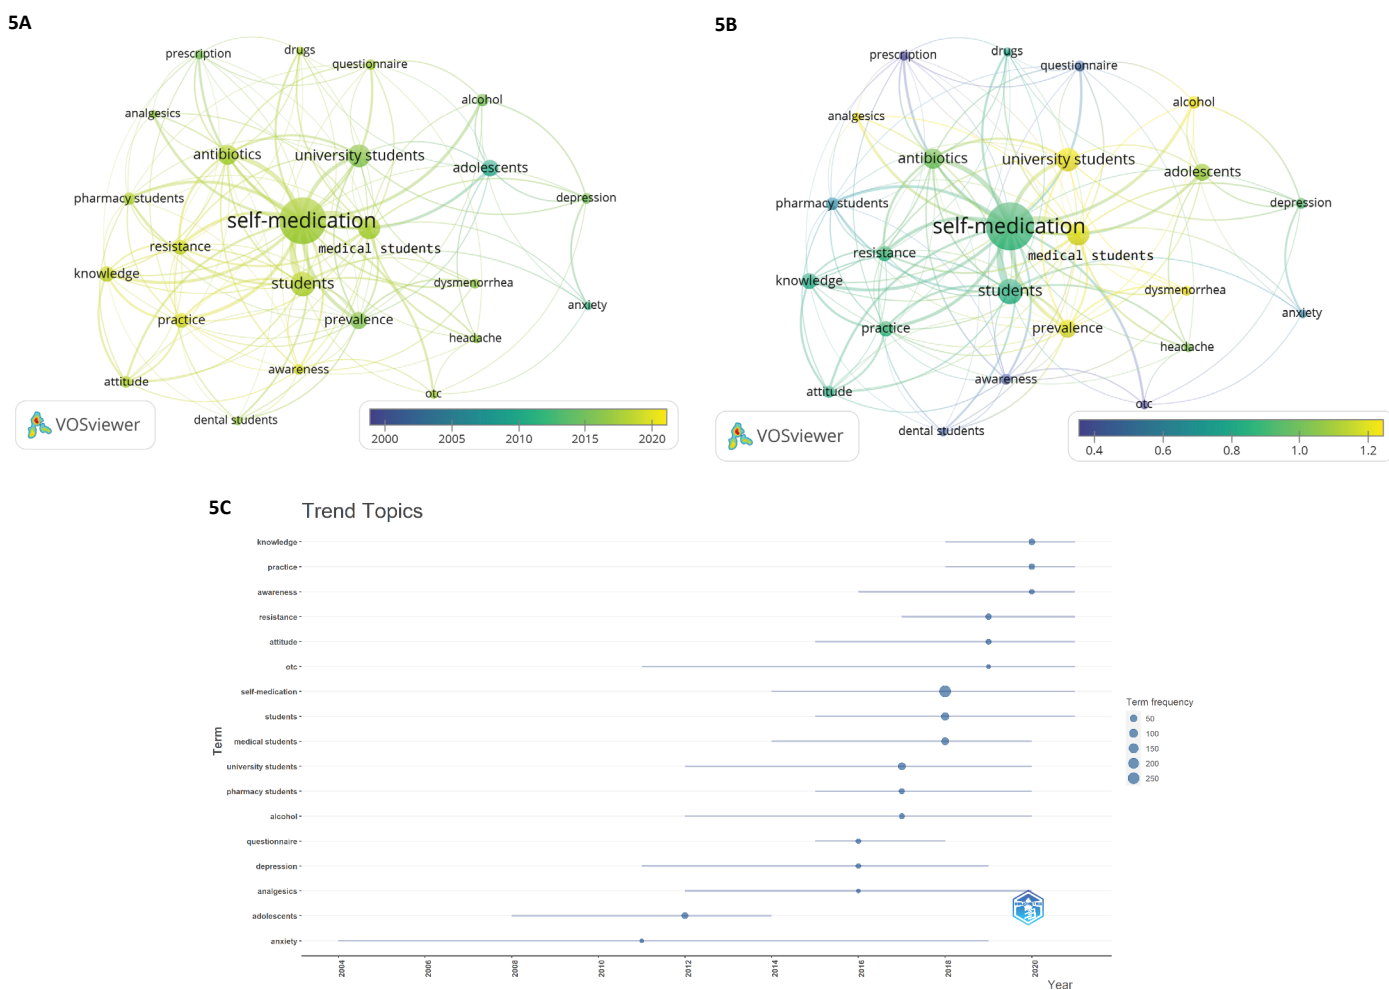 5A
prescription
drugs
questionnaire
analgesics
alcohol
antibiotics
university students
adolescents
pharmacy students
depression
self-medication
resistance
medical students
knowledge
students
dysmenorrhea
anxiety
practice
prevalence
headache
awareness
attitude
otc
dental students
VOSviewer
2000 2005 2010 2015 2020
5B
prescription
drugs
questionnaire
analgesics
alcohol
antibiotics
university students
adolescents
pharmacy students
depression
self-medication
resistance
medical students
knowledge
students
dysmenorrhea
anxiety
practice
prevalence
headache
awareness
attitude
otc
dental students
VOSviewer
0.4 0.6 0.8 1.0 1.2
5C
Trend Topics
Term
knowledge
practice
awareness
resistance
attitude
otc
self-medication
students
medical students
university students
pharmacy students
alcohol
questionnaire
depression
analgesics
adolescents
anxiety
2004 2006 2008 2010 2012 2014 2016 2018 2020
Year
Term frequency
50
100
150
200
250